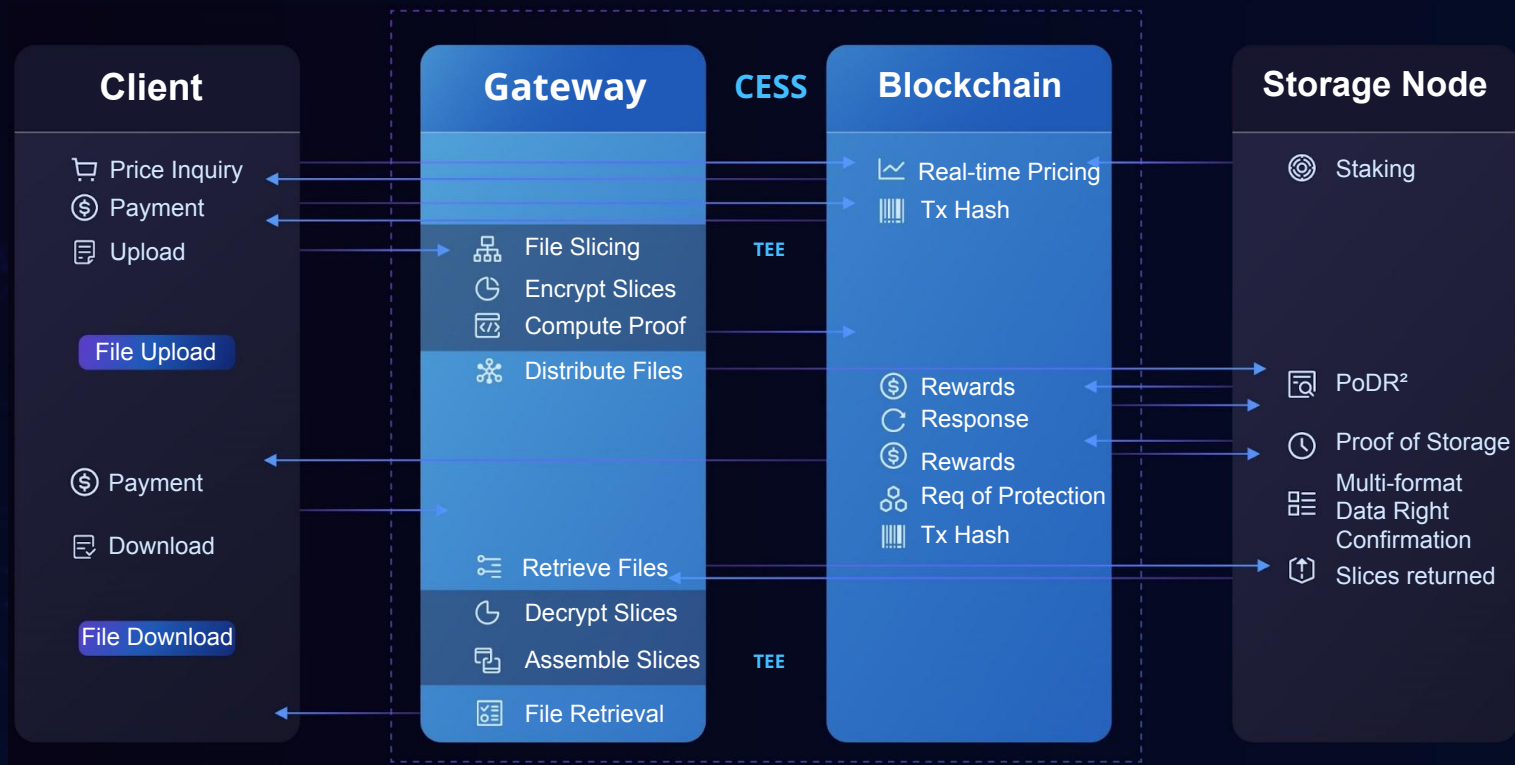 Client
Price Inquiry
Payment
Upload
File Upload
Payment
Download
File Download
Gateway
File Slicing
Encrypt Slices
Compute Proof
Distribute Files
Retrieve Files
Decrypt Slices
Assemble Slices
File Retrieval
CESS
TEE
TEE
Blockchain
Real-time Pricing
Tx Hash
Rewards
Response
Rewards
Req of Protection
Tx Hash
Storage Node
Staking
PoDR²
Proof of Storage
Multi-format
Data Right
Confirmation
Slices returned